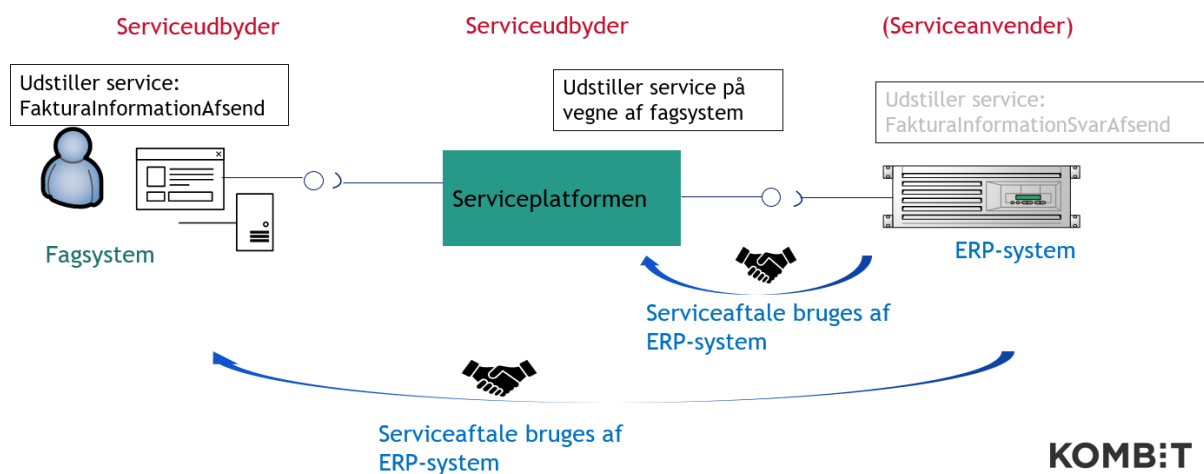 Serviceudbyder
Serviceudbyder
(Serviceanvender)
Udstiller service:
FakturaInformationAfsend
Udstiller service på
vegne af fagsystem
Udstiller service:
FakturaInformationSvarAfsend
Serviceplatformen
Fagsystem
ERP-system
Serviceaftale bruges af
ERP-system
Serviceaftale bruges af
ERP-system
KOMBIT